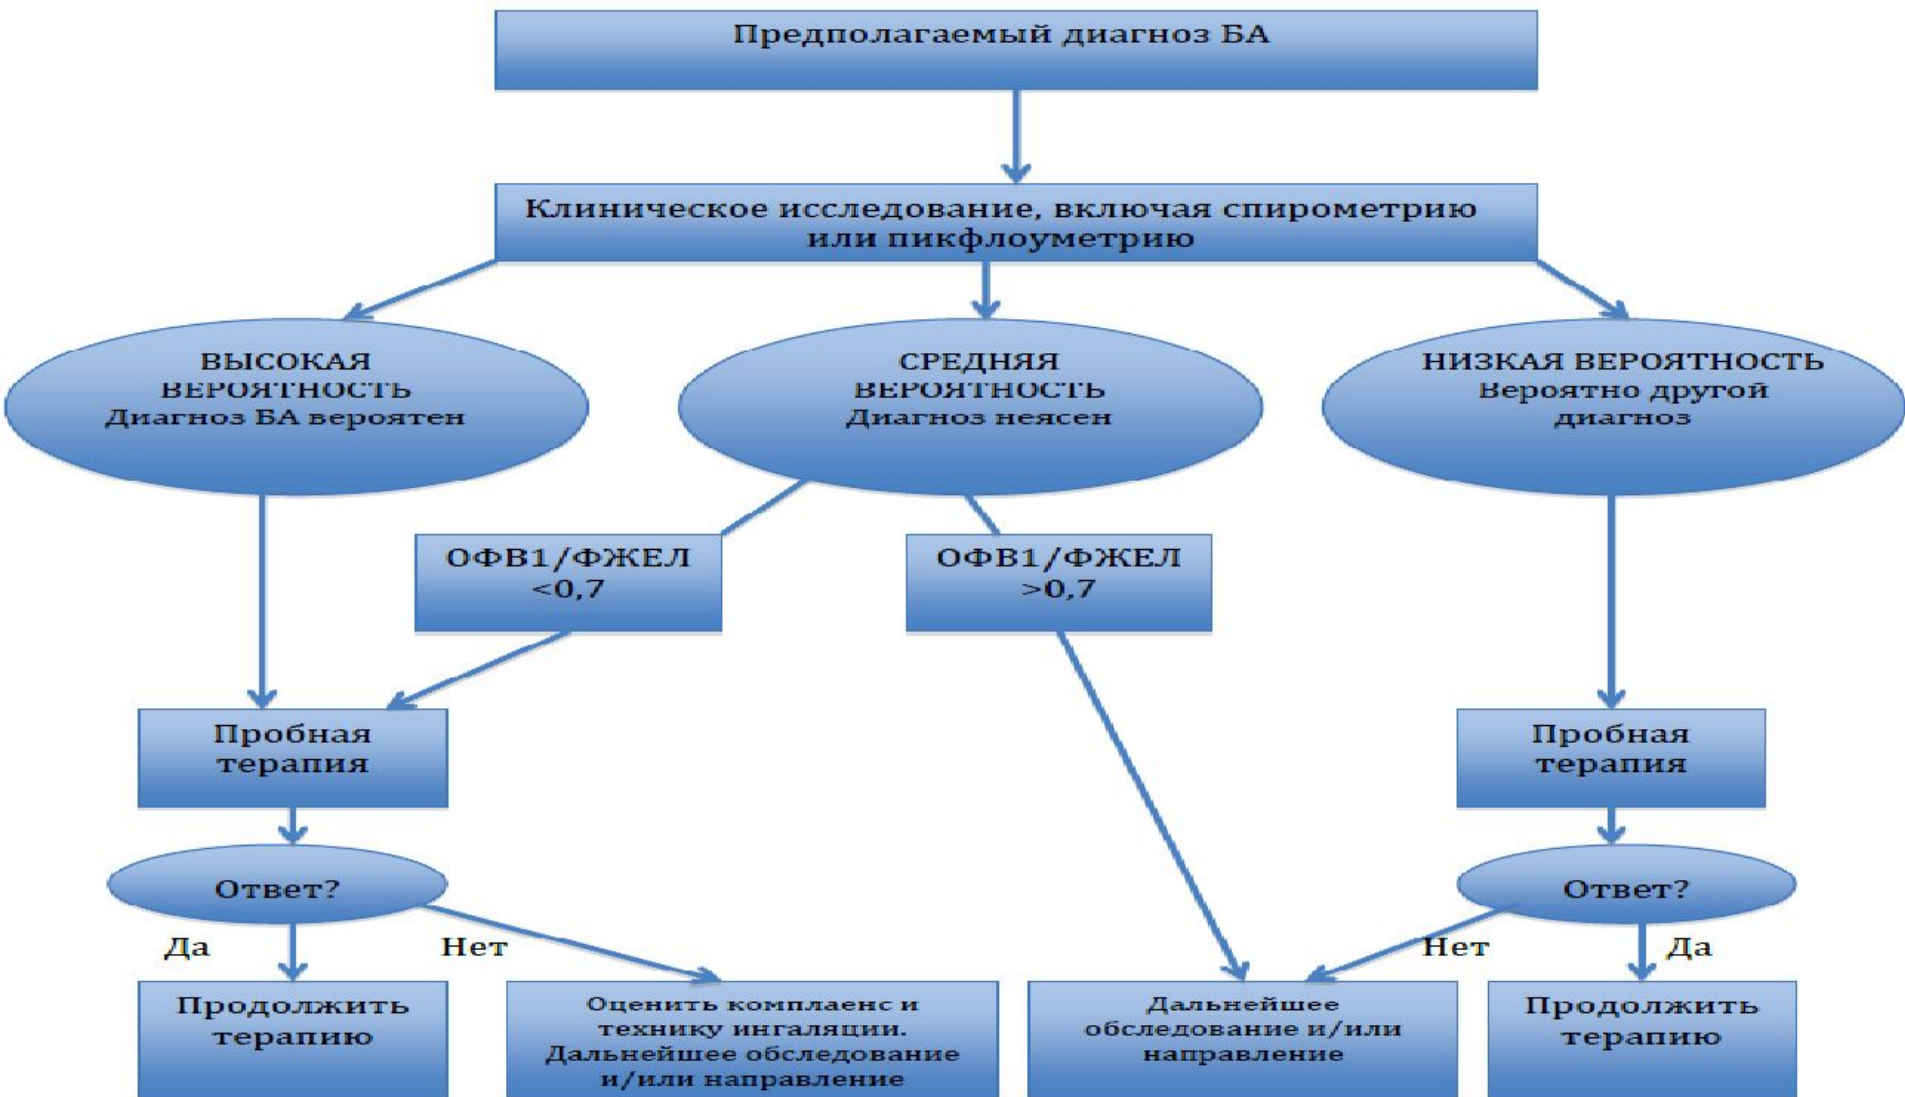 Предполагаемый диагноз БА
Клиническое исследование, включая спирометрию
или пикфлоуметрию
ВЫСОКАЯ
ВЕРОЯТНОСТЬ
Диагноз БА вероятен
СРЕДНЯЯ
ВЕРОЯТНОСТЬ
Диагноз неясен
НИЗКАЯ ВЕРОЯТНОСТЬ
Вероятно другой
диагноз
ОФВ1/ФЖЕЛ
<0,7
ОФВ1/ФЖЕЛ
>0,7
Пробная
терапия
Пробная
терапия
Ответ?
Ответ?
Да
Нет
Нет
Да
Продолжить
терапию
Оценить комплаенс и
технику ингаляции.
Дальнейшее обследование
и/или направление
Дальнейшее
обследование и/или
направление
Продолжить
терапию